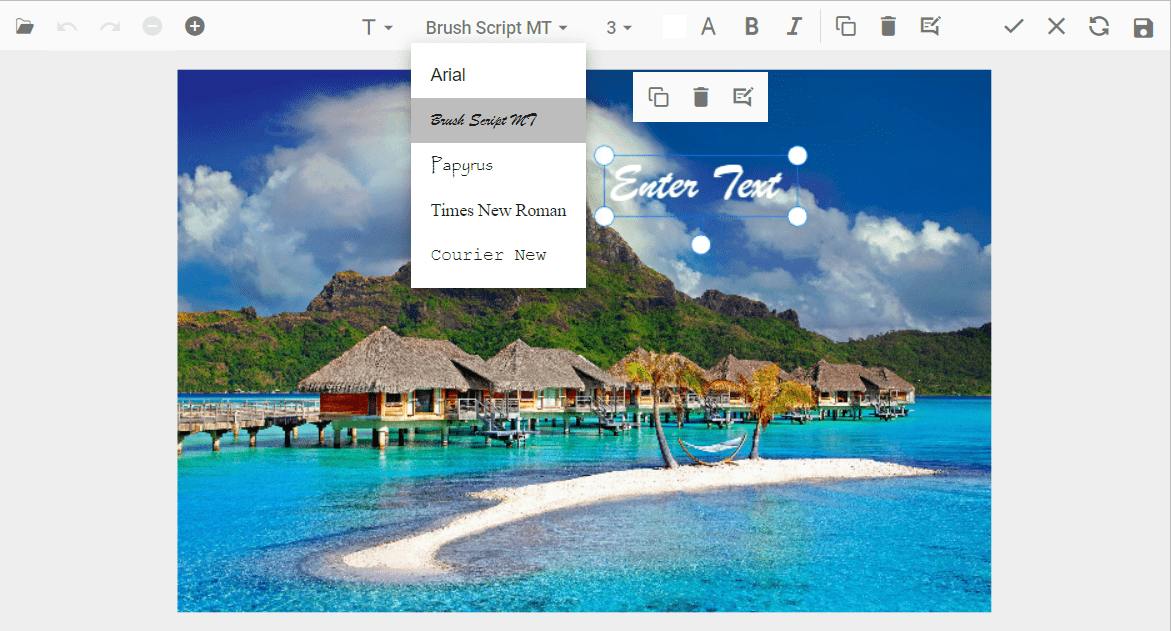 T Brush Script MT 3 A B I
Arial
Brush Script MT
Papyrus
Times New Roman
Courier New
Enter Text